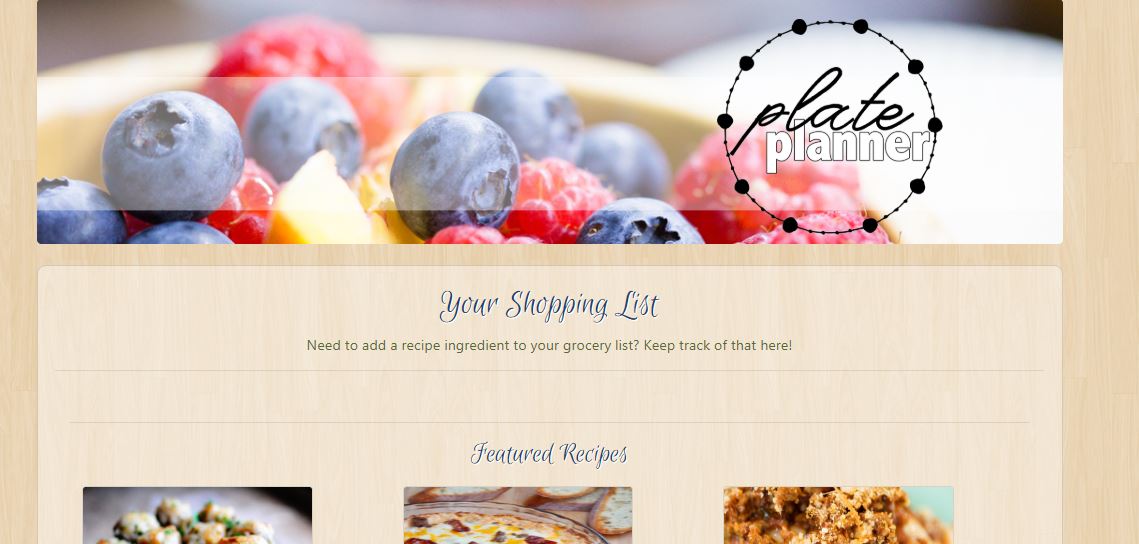 plate
planner
Your Shopping List
Need to add a recipe ingredient to your grocery list? Keep track of that here!
Featured Recipes